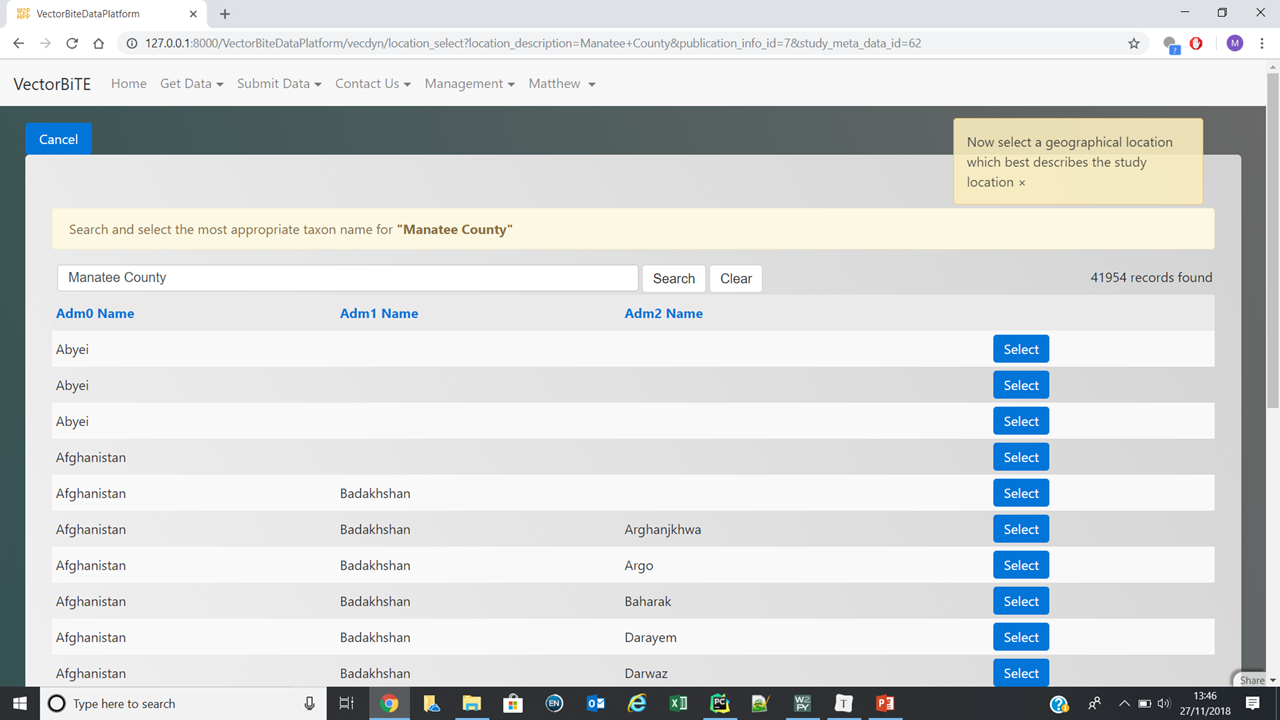 VectorBiteDataPlatform
127.0.0.1:8000/VectorBiteDataPlatform/vecdyn/location_select?location_description=Manatee+County&publication_info_id=7&study_meta_data_id=62
M
VectorBiTE Home Get Data Submit Data Contact Us Management Matthew
Cancel
Now select a geographical location
which best describes the study
location ×
Search and select the most appropriate taxon name for "Manatee County"
Manatee County Search Clear 41954 records found
Adm0 Name Adm1 Name Adm2 Name
Abyei Select
Abyei Select
Abyei Select
Afghanistan Select
Afghanistan Badakhshan Select
Afghanistan Badakhshan Arghanjkhwa Select
Afghanistan Badakhshan Argo Select
Afghanistan Badakhshan Baharak Select
Afghanistan Badakhshan Darayem Select
Afghanistan Badakhshan Darwaz Select
Share
Type here to search
EN
PC
13:46
27/11/2018